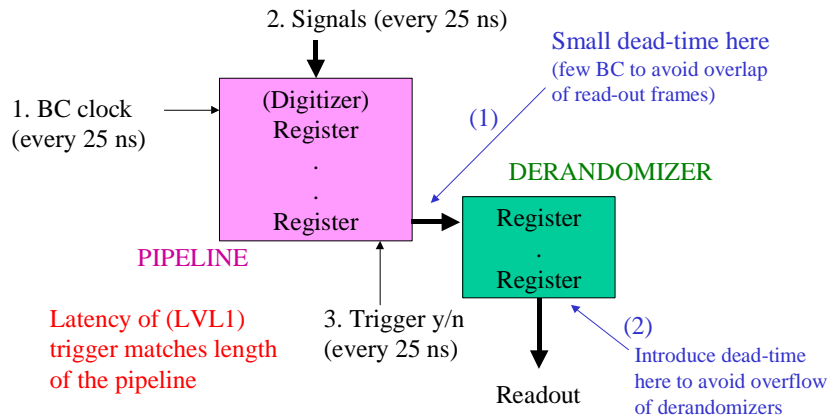 2. Signals (every 25 ns)
Small dead-time here
(few BC to avoid overlap
of read-out frames)
1. BC clock
(every 25 ns)
(Digitizer)
Register
.
.
Register
(1)
DERANDOMIZER
Register
.
Register
PIPELINE
Latency of (LVL1)
trigger matches length
of the pipeline
3. Trigger y/n
(every 25 ns)
(2)
Introduce dead-time
here to avoid overflow
of derandomizers
Readout